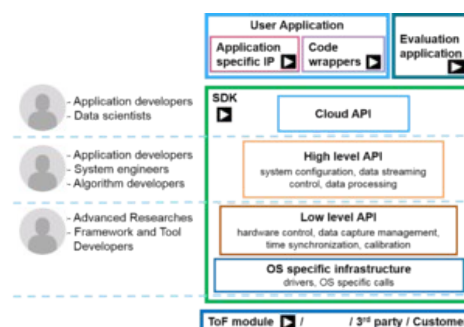 User Application
Application
specific IP
Code
wrappers
Evaluation
application
SDK
Cloud API
- Application developers
- Data scientists
High level API
system configuration, data streaming
control, data processing
- Application developers
- System engineers
- Algorithm developers
Low level API
hardware control, data capture management,
time synchronization, calibration
- Advanced Researches
- Framework and Tool
Developers
OS specific infrastructure
drivers, OS specific calls
ToF module / / 3rd party / Custome